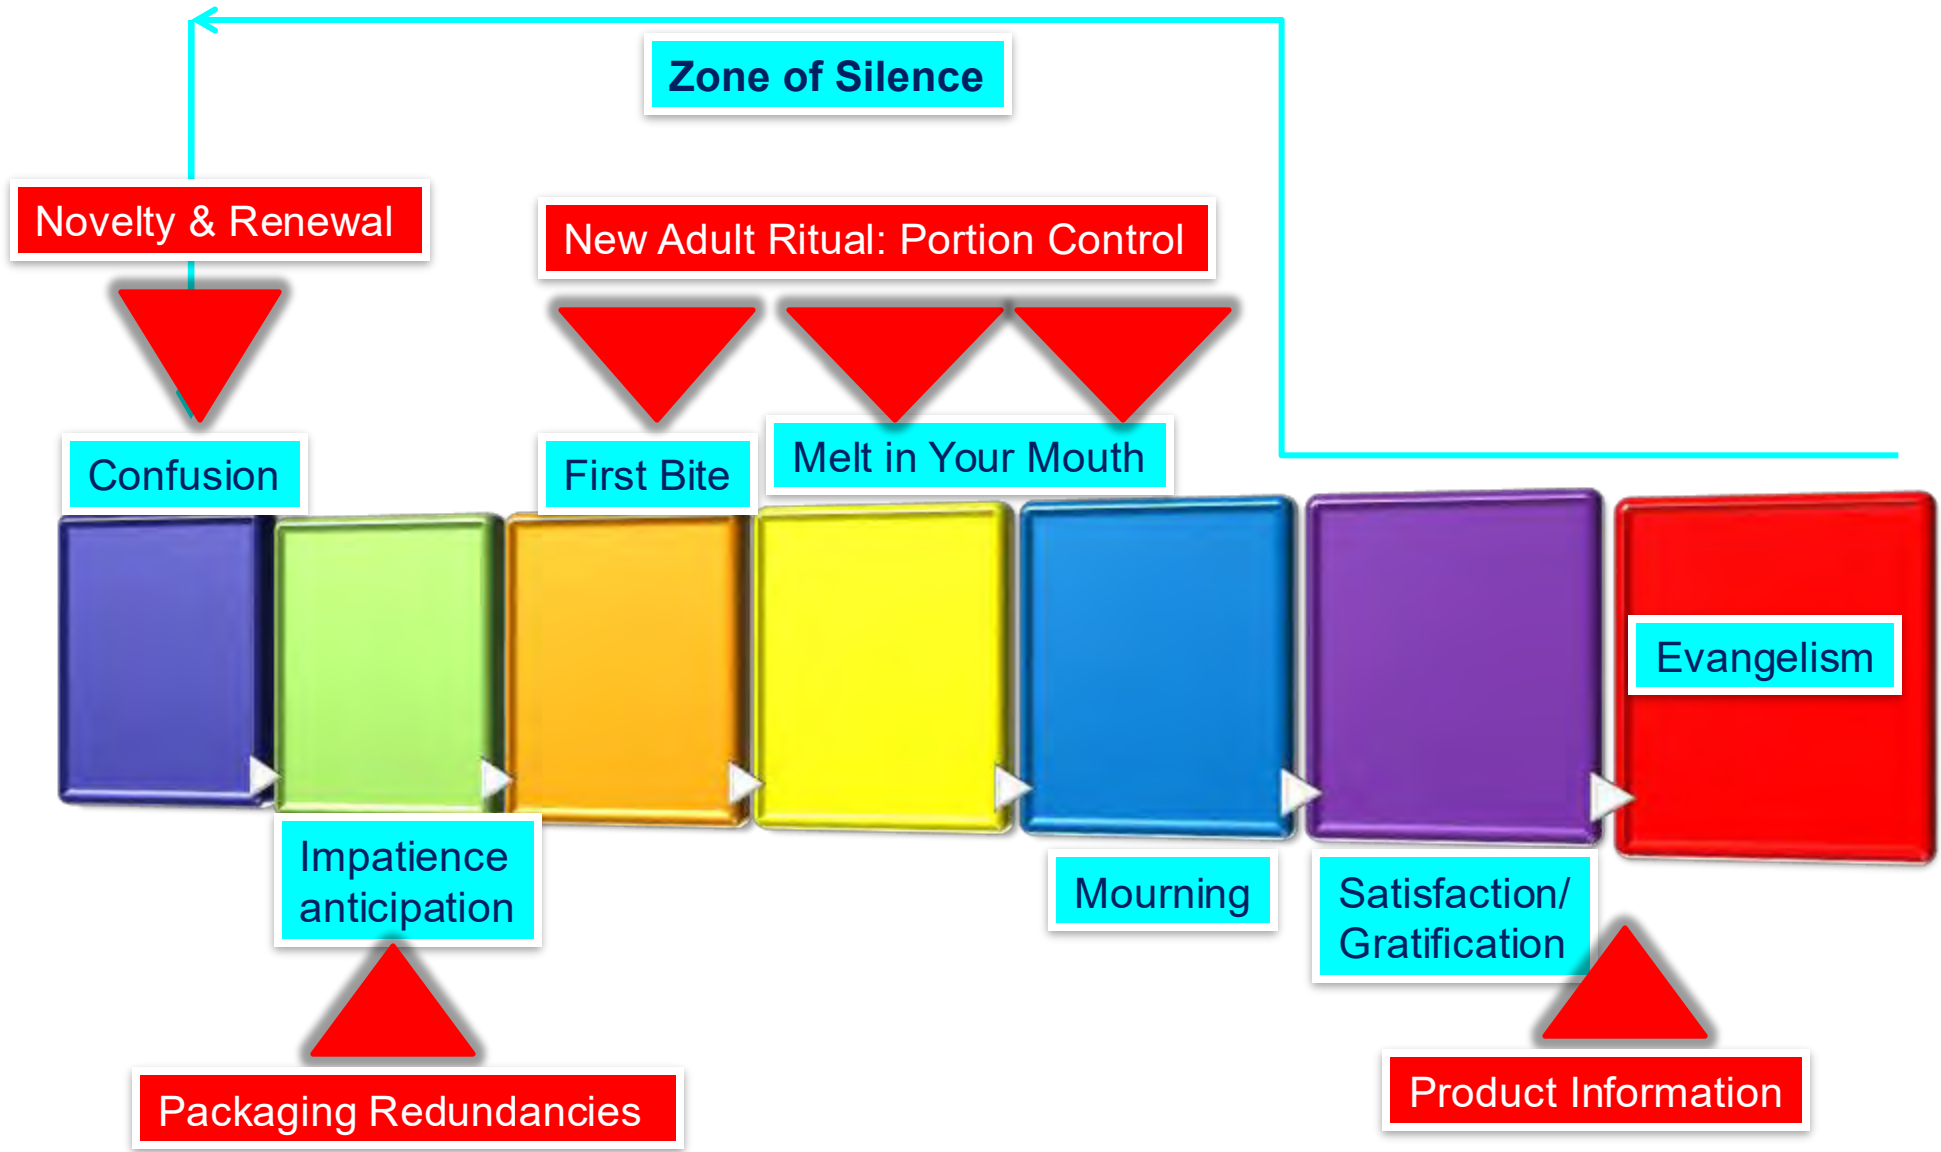 Zone of Silence
Novelty & Renewal
New Adult Ritual: Portion Control
Confusion
First Bite
Melt in Your Mouth
Evangelism
Impatience
anticipation
Mourning
Satisfaction/
Gratification
Packaging Redundancies
Product Information